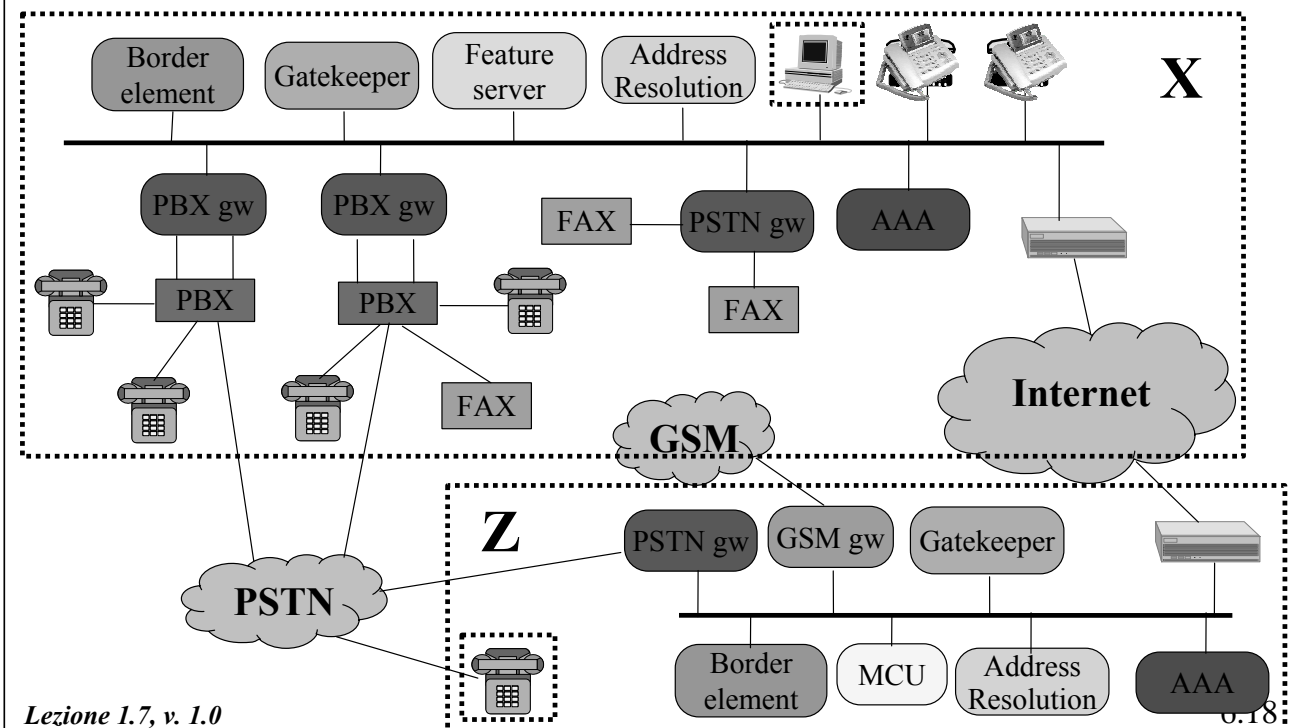 Border
element
Gatekeeper
Feature
server
Address
Resolution
X
PBX gw
PBX gw
FAX
PSTN gw
AAA
PBX
PBX
FAX
FAX
Internet
GSM
Z
PSTN gw
GSM gw
Gatekeeper
PSTN
Border
element
MCU
Address
Resolution
AAA
Lezione 1.7, v. 1.0
6.18